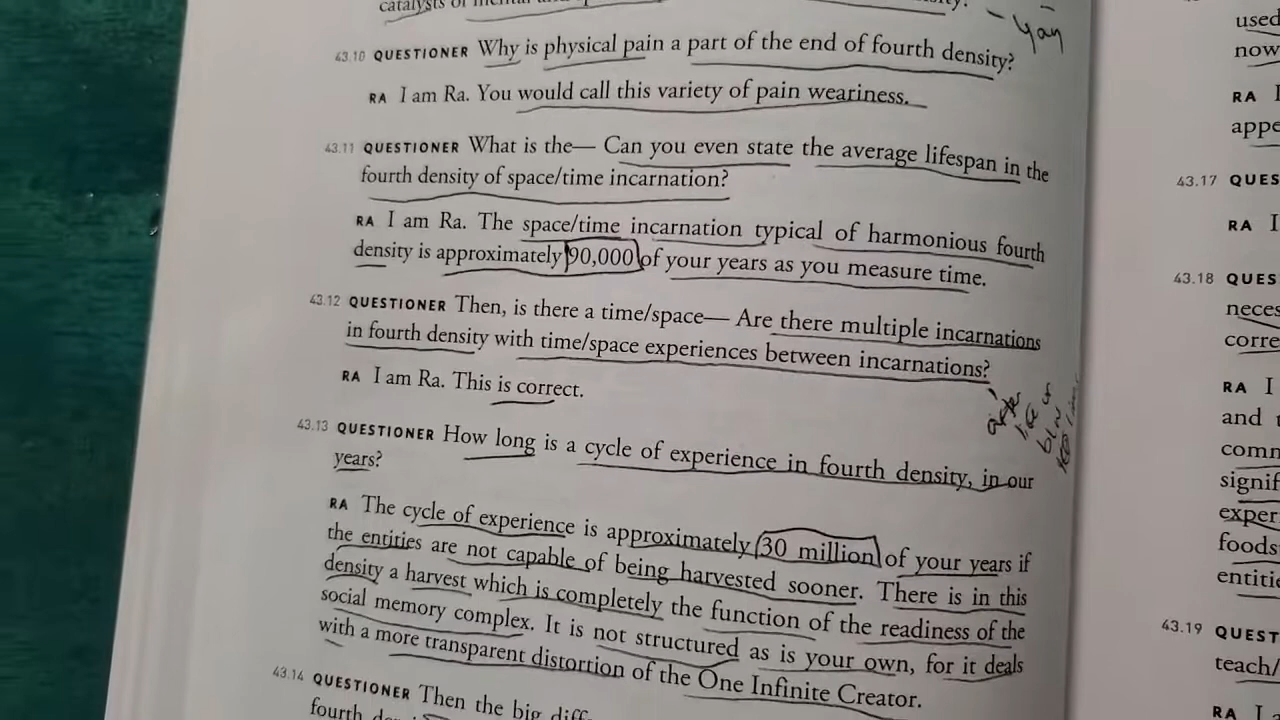 catalysts of mental and
43.10 QUESTIONER Why is physical pain a part of the end of fourth density?
yay
RA I am Ra. You would call this variety of pain weariness.
43.11 QUESTIONER What is the— Can you even state the average lifespan in the
fourth density of space/time incarnation?
RA I am Ra. The space/time incarnation typical of harmonious fourth
density is approximately 90,000 of your years as you measure time.
43.12 QUESTIONER Then, is there a time/space— Are there multiple incarnations
in fourth density with time/space experiences between incarnations?
RA I am Ra. This is correct.
43.13 QUESTIONER How long is a cycle of experience in fourth density, in our
years?
RA The cycle of experience is approximately 30 million of your years if
the entities are not capable of being harvested sooner. There is in this
density a harvest which is completely the function of the readiness of the
social memory complex. It is not structured as is your own, for it deals
with a more transparent distortion of the One Infinite Creator.
43.14 QUESTIONER Then the big
fourth
used
now
RA I
appe
43.17 QUES
RA I
43.18 QUES
neces
corre
RA I
and
comm
signif
exper
foods
entitie
43.19 QUEST
teach/
RA I